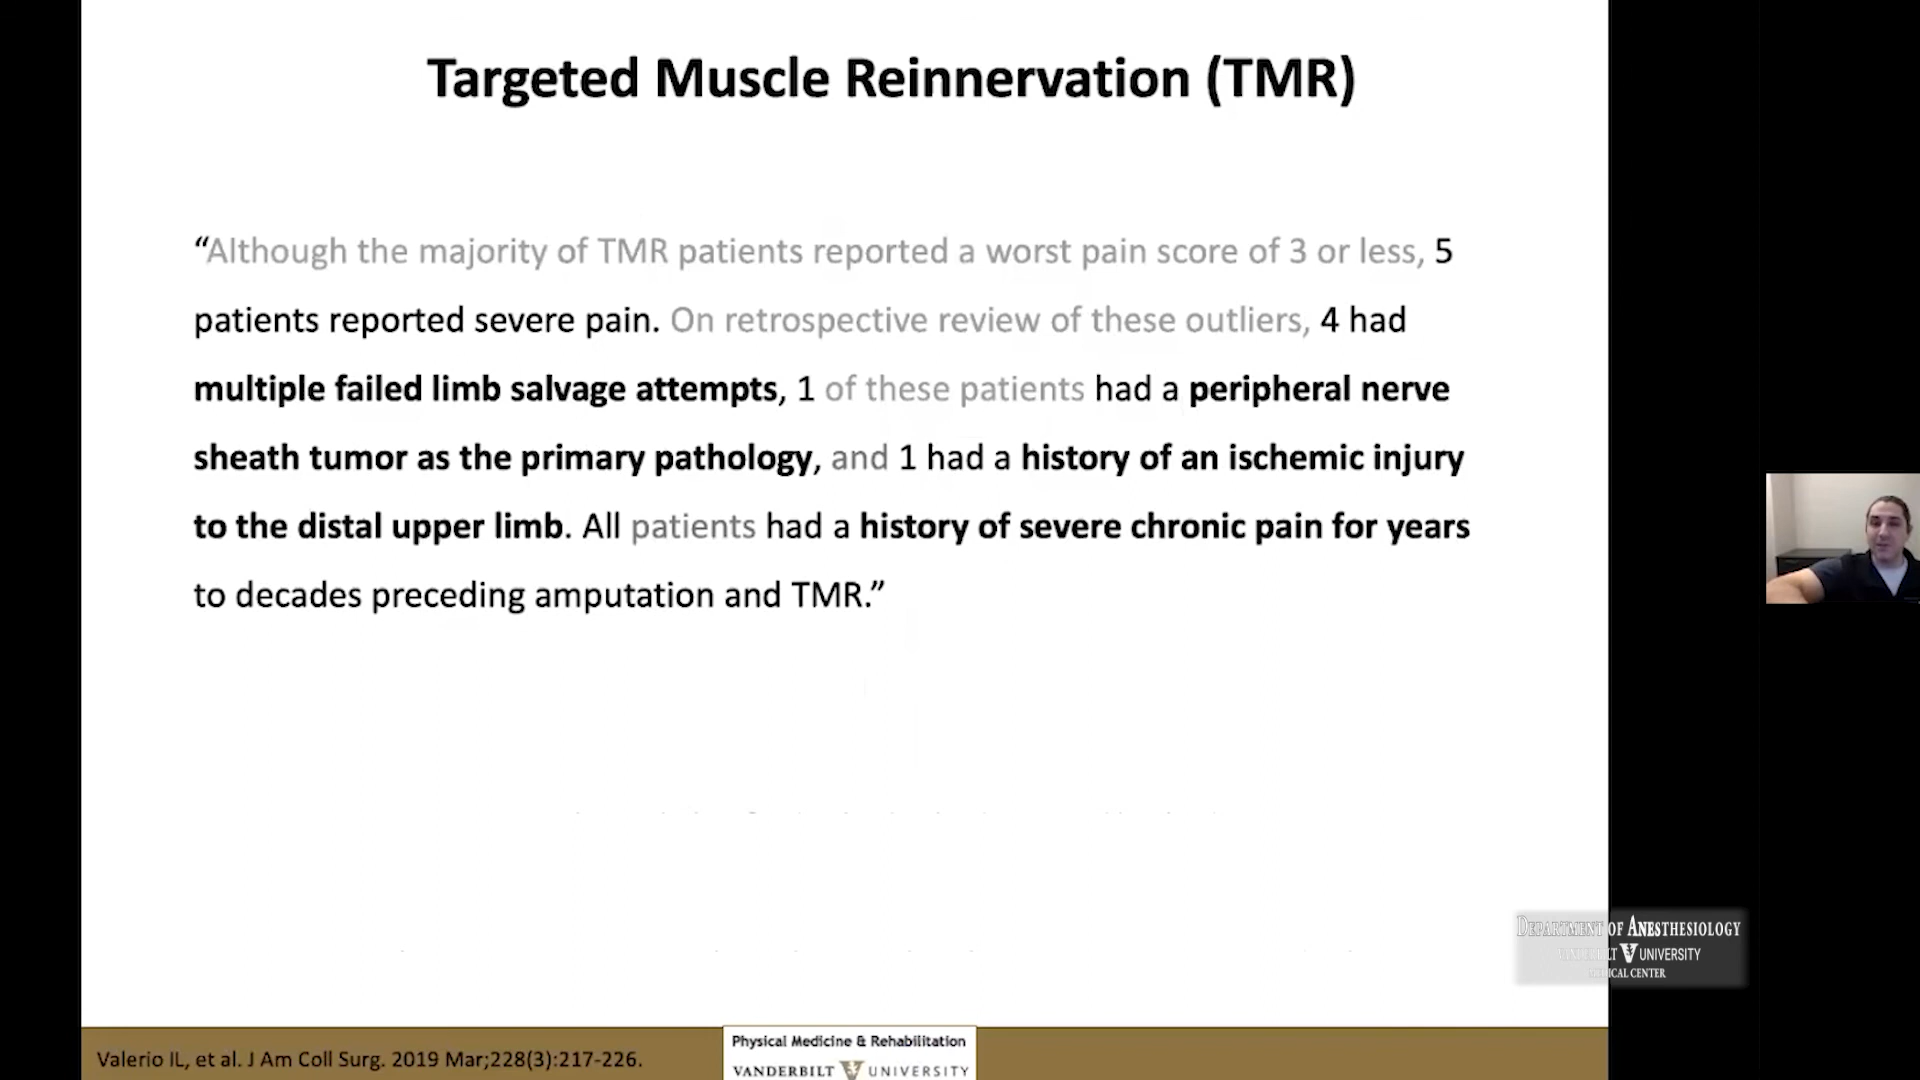 Targeted Muscle Reinnervation (TMR)
“Although the majority of TMR patients reported a worst pain score of 3 or less, 5
patients reported severe pain. On retrospective review of these outliers, 4 had
multiple failed limb salvage attempts, 1 of these patients had a peripheral nerve
sheath tumor as the primary pathology, and 1 had a history of an ischemic injury
to the distal upper limb. All patients had a history of severe chronic pain for years
to decades preceding amputation and TMR.”
DEPARTMENT OF ANESTHESIOLOGY
VANDERBILT UNIVERSITY
MEDICAL CENTER
Valerio IL, et al. J Am Coll Surg. 2019 Mar;228(3):217-226.
Physical Medicine & Rehabilitation
VANDERBILT UNIVERSITY